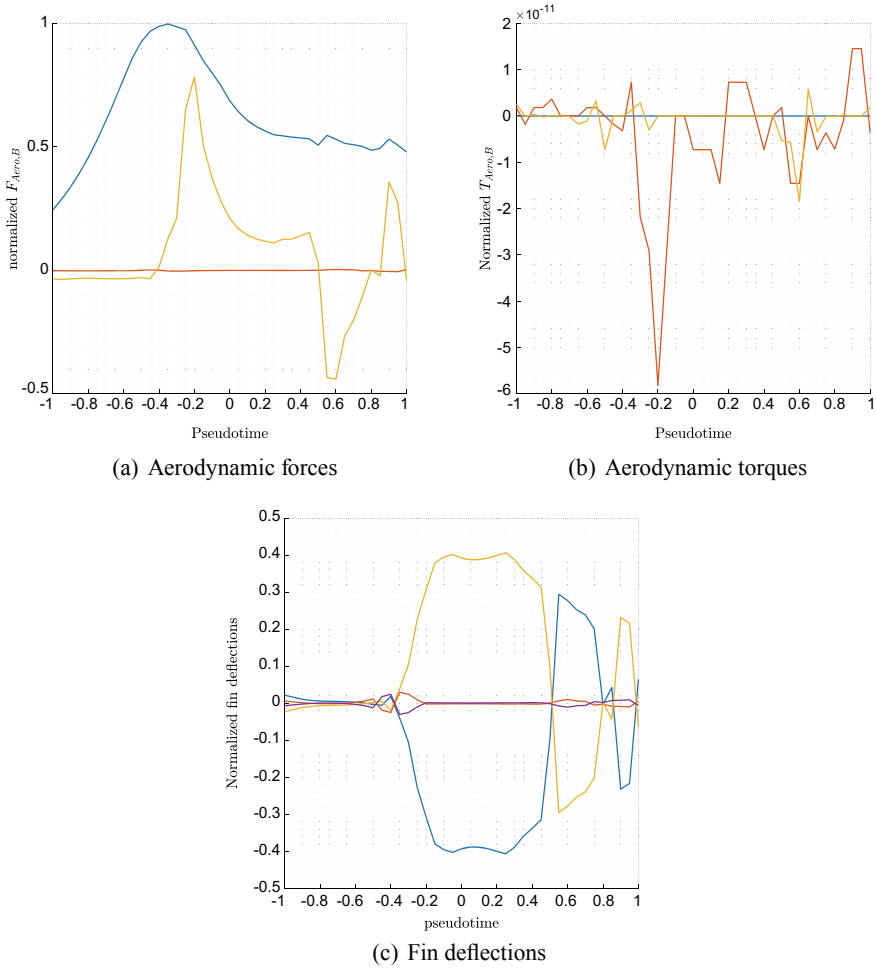 1
0.5
0
-0.5
-1 -0.8 -0.6 -0.4 -0.2 0 0.2 0.4 0.6 0.8 1
normalized F_{Aero,B}
Pseudotime
(a) Aerodynamic forces
×10^{-11}
2
1
0
-1
-2
-3
-4
-5
-6
-1 -0.8 -0.6 -0.4 -0.2 0 0.2 0.4 0.6 0.8 1
Normalized T_{Aero,B}
Pseudotime
(b) Aerodynamic torques
0.5
0.4
0.3
0.2
0.1
0
-0.1
-0.2
-0.3
-0.4
-0.5
-1 -0.8 -0.6 -0.4 -0.2 0 0.2 0.4 0.6 0.8 1
Normalized fin deflections
pseudotime
(c) Fin deflections